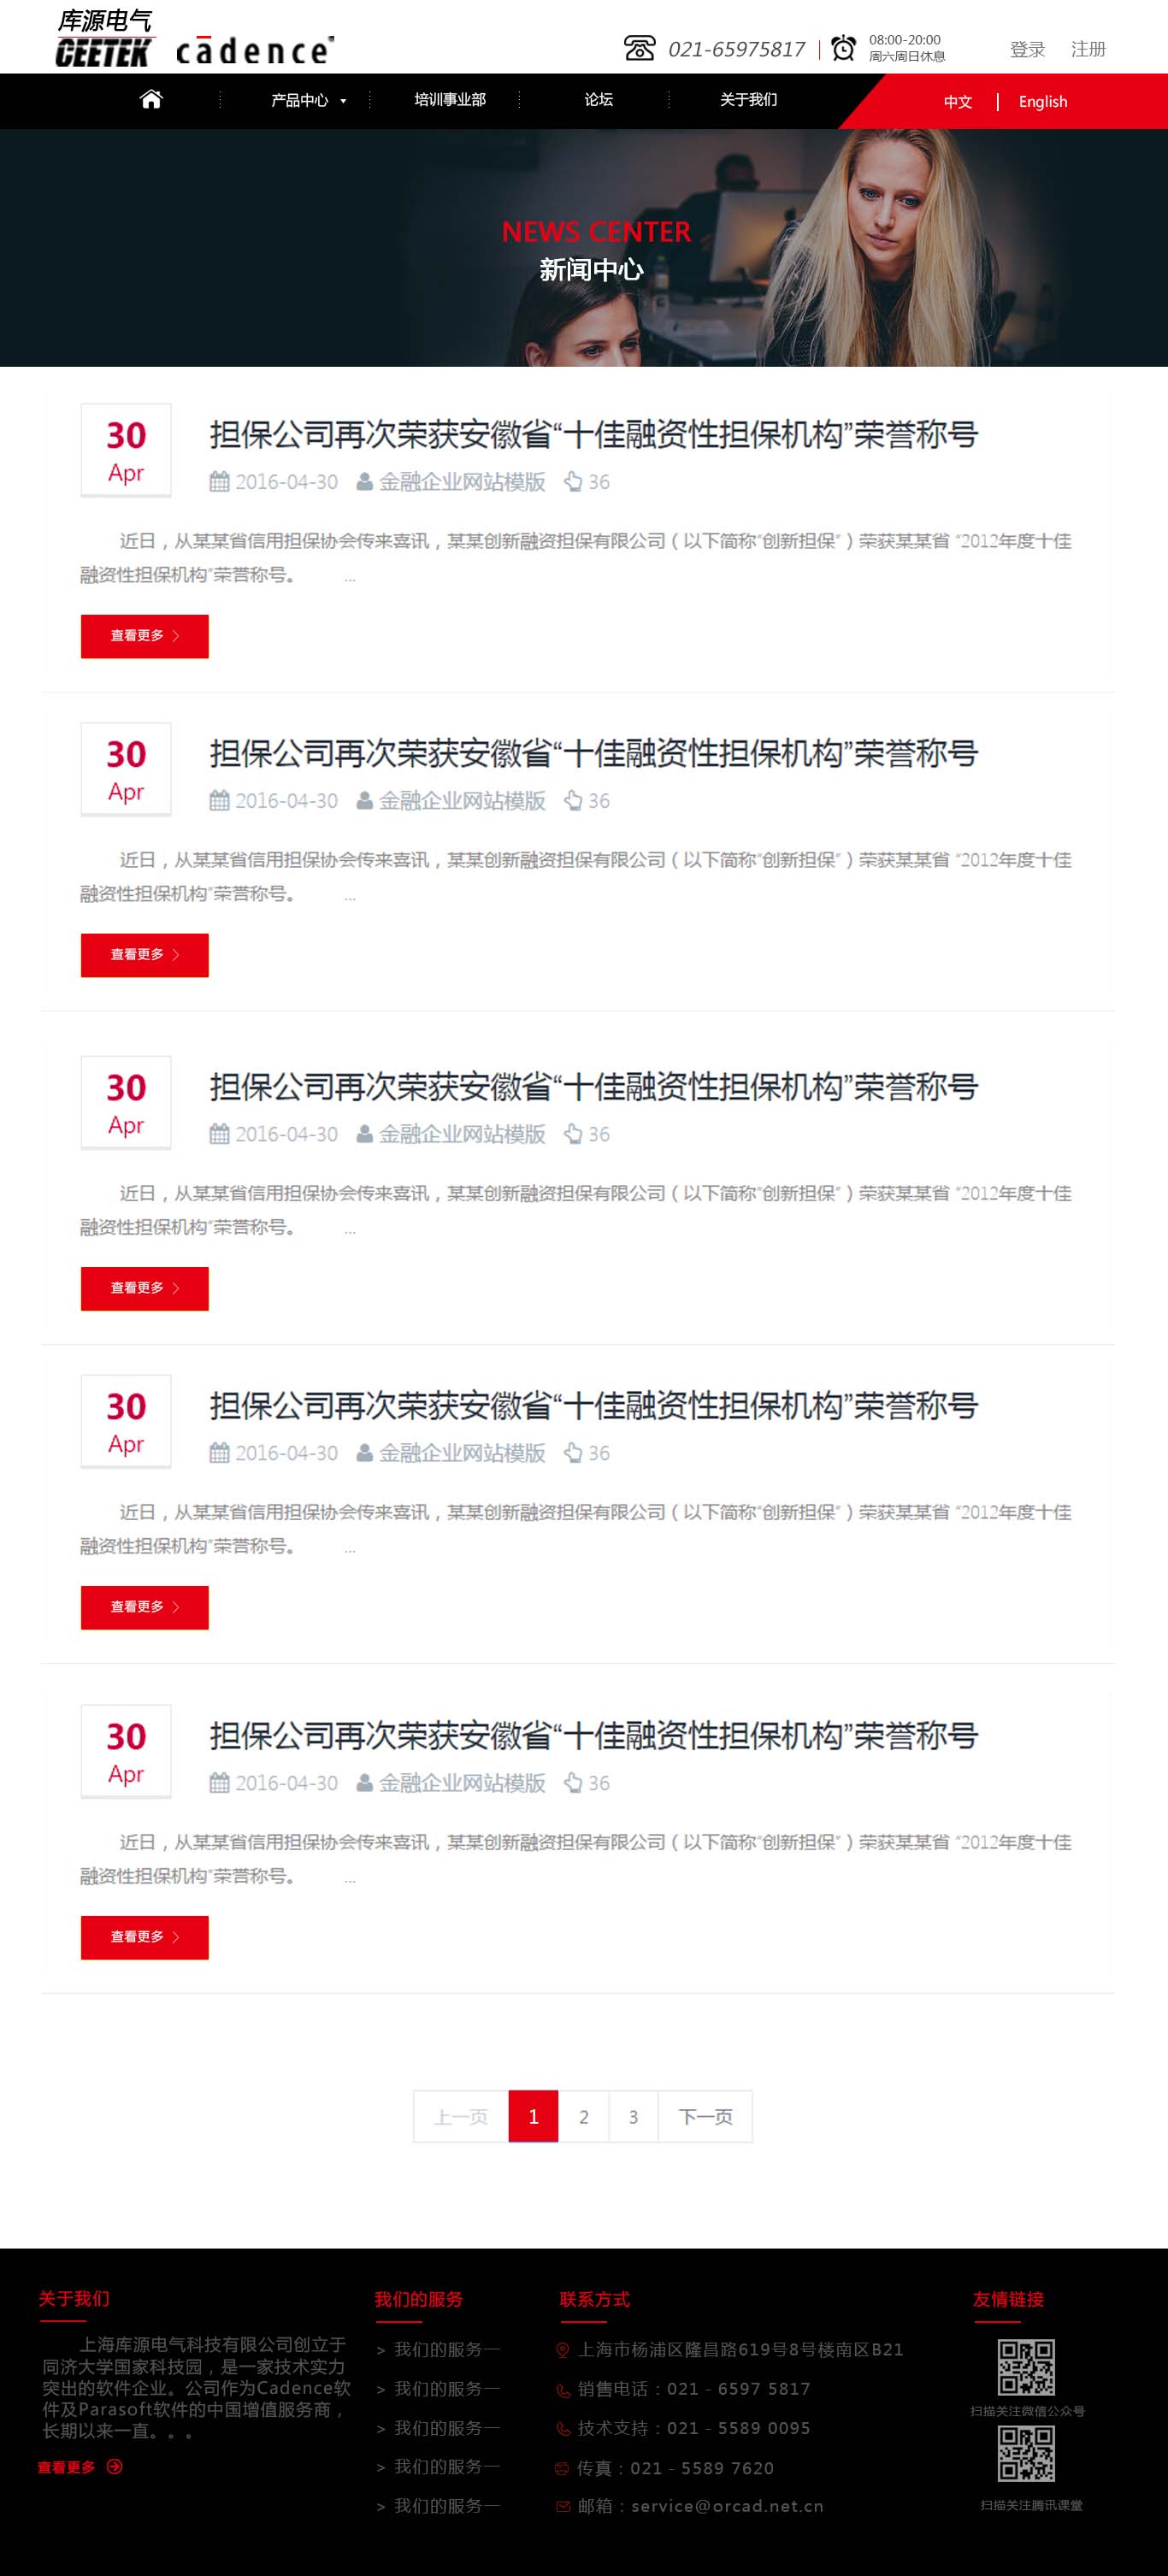 库源电气
CEETEK cādence
021-65975817
08:00-20:00
周六周日休息
登录 注册
产品中心 培训事业部 论坛 关于我们 中文 English
NEWS CENTER
新闻中心
30
Apr
担保公司再次荣获安徽省“十佳融资性担保机构”荣誉称号
2016-04-30 金融企业网站模版 36
近日，从某某省信用担保协会传来喜讯，某某创新融资担保有限公司（以下简称“创新担保”）荣获某某省 “2012年度十佳
融资性担保机构”荣誉称号。 ...
查看更多 >
30
Apr
担保公司再次荣获安徽省“十佳融资性担保机构”荣誉称号
2016-04-30 金融企业网站模版 36
近日，从某某省信用担保协会传来喜讯，某某创新融资担保有限公司（以下简称“创新担保”）荣获某某省 “2012年度十佳
融资性担保机构”荣誉称号。 ...
查看更多 >
30
Apr
担保公司再次荣获安徽省“十佳融资性担保机构”荣誉称号
2016-04-30 金融企业网站模版 36
近日，从某某省信用担保协会传来喜讯，某某创新融资担保有限公司（以下简称“创新担保”）荣获某某省 “2012年度十佳
融资性担保机构”荣誉称号。 ...
查看更多 >
30
Apr
担保公司再次荣获安徽省“十佳融资性担保机构”荣誉称号
2016-04-30 金融企业网站模版 36
近日，从某某省信用担保协会传来喜讯，某某创新融资担保有限公司（以下简称“创新担保”）荣获某某省 “2012年度十佳
融资性担保机构”荣誉称号。 ...
查看更多 >
30
Apr
担保公司再次荣获安徽省“十佳融资性担保机构”荣誉称号
2016-04-30 金融企业网站模版 36
近日，从某某省信用担保协会传来喜讯，某某创新融资担保有限公司（以下简称“创新担保”）荣获某某省 “2012年度十佳
融资性担保机构”荣誉称号。 ...
查看更多 >
上一页 1 2 3 下一页
关于我们
上海库源电气科技有限公司创立于
同济大学国家科技园，是一家技术实力
突出的软件企业。公司作为Cadence软
件及Parasoft软件的中国增值服务商，
长期以来一直。。。
查看更多
我们的服务
> 我们的服务一
> 我们的服务一
> 我们的服务一
> 我们的服务一
> 我们的服务一
联系方式
上海市杨浦区隆昌路619号8号楼南区B21
销售电话：021 - 6597 5817
技术支持：021 - 5589 0095
传真：021 - 5589 7620
邮箱：service@orcad.net.cn
友情链接
扫描关注微信公众号
扫描关注腾讯课堂